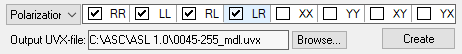 Polarization RR LL RL LR XX YY XY YX
Output UVX-file: C:\ASC\ASL 1.0\0045-255_mdl.uvx Browse... Create